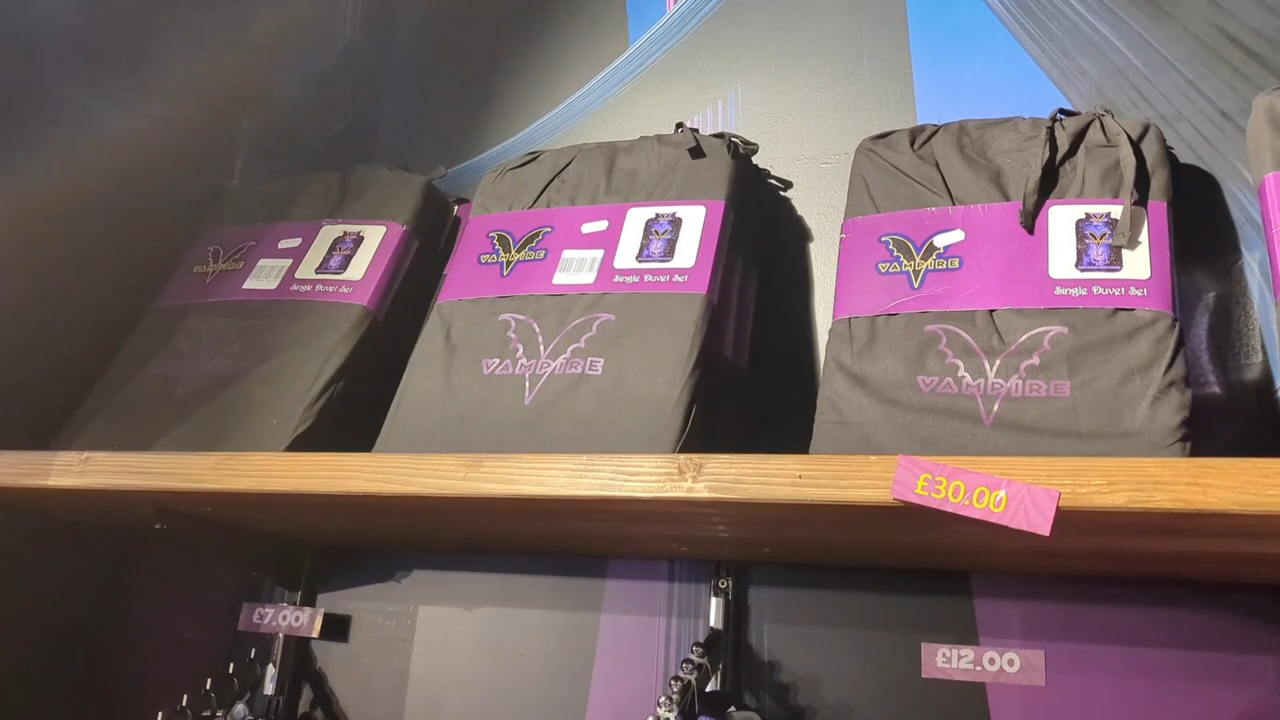 VAMPIRE
Single Duvet Set
VAMPIRE
Single Duvet Set
VAMPIRE
VAMPIRE
Single Duvet Set
VAMPIRE
£30.00
£7.00
£12.00